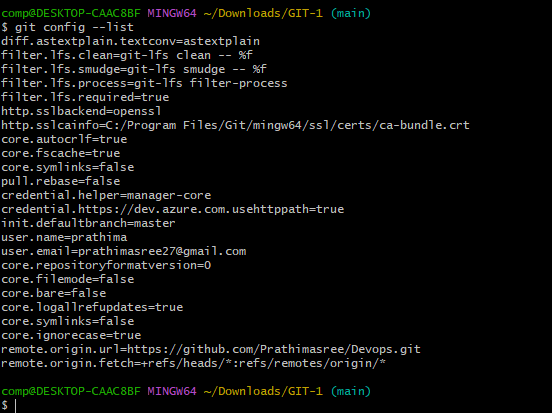 comp@DESKTOP-CAAC8BF MINGW64 ~/Downloads/GIT-1 (main)
$ git config --list
diff.astextplain.textconv=astextplain
filter.lfs.clean=git-lfs clean -- %f
filter.lfs.smudge=git-lfs smudge -- %f
filter.lfs.process=git-lfs filter-process
filter.lfs.required=true
http.sslbackend=openssl
http.sslcainfo=C:/Program Files/Git/mingw64/ssl/certs/ca-bundle.crt
core.autocrlf=true
core.fscache=true
core.symlinks=false
pull.rebase=false
credential.helper=manager-core
credential.https://dev.azure.com.usehttppath=true
init.defaultbranch=master
user.name=prathima
user.email=prathimasree27@gmail.com
core.repositoryformatversion=0
core.filemode=false
core.bare=false
core.logallrefupdates=true
core.symlinks=false
core.ignorecase=true
remote.origin.url=https://github.com/Prathimasree/Devops.git
remote.origin.fetch=+refs/heads/*:refs/remotes/origin/*
comp@DESKTOP-CAAC8BF MINGW64 ~/Downloads/GIT-1 (main)
$